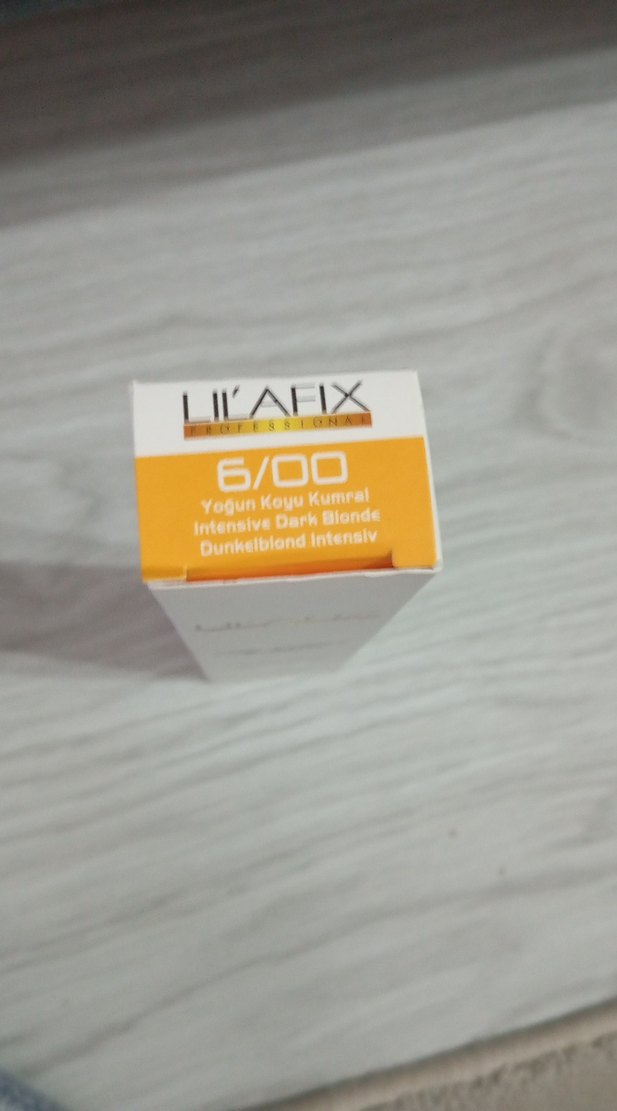 LIL'AFIX
PROFESSIONAL
6/00
Yoğun Koyu Kumral
Intensive Dark Blonde
Dunkelblond Intensiv